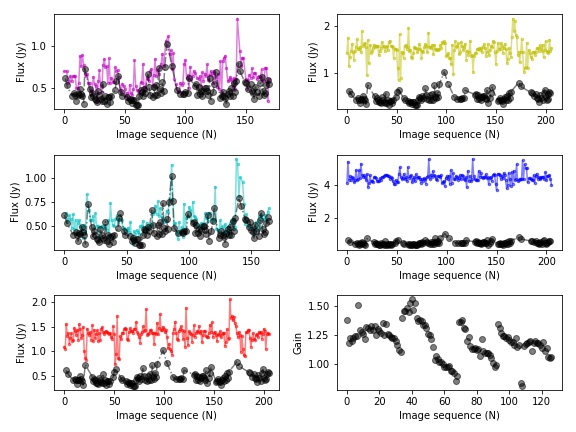 Flux (Jy)
1.0
0.5
0 50 100 150
Image sequence (N)
Flux (Jy)
2
1
0 50 100 150 200
Image sequence (N)
Flux (Jy)
1.00
0.75
0.50
0 50 100 150
Image sequence (N)
Flux (Jy)
4
2
0 50 100 150 200
Image sequence (N)
Flux (Jy)
2.0
1.5
1.0
0.5
0 50 100 150 200
Image sequence (N)
Gain
1.50
1.25
1.00
0 20 40 60 80 100 120
Image sequence (N)